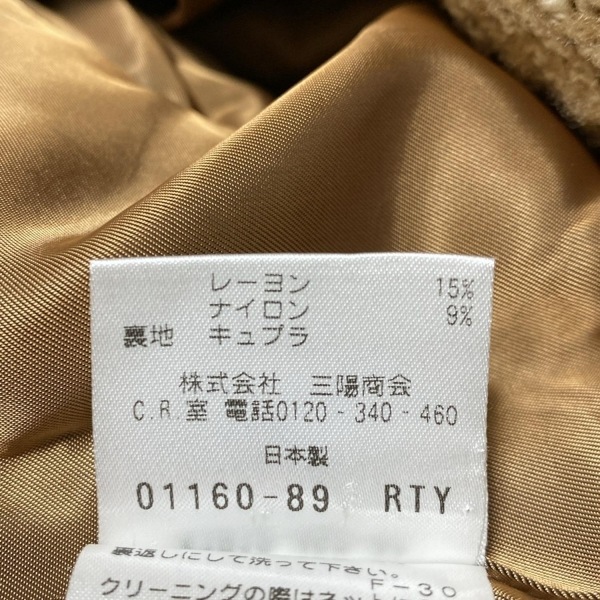 レーヨン 15%
ナイロン 9%
裏地 キュプラ
株式会社 三陽商会
C.R.室 電話0120-340-460
日本製
01160-89 RTY
裏返しにして洗って下さい。
F-30
クリーニングの際はネットに